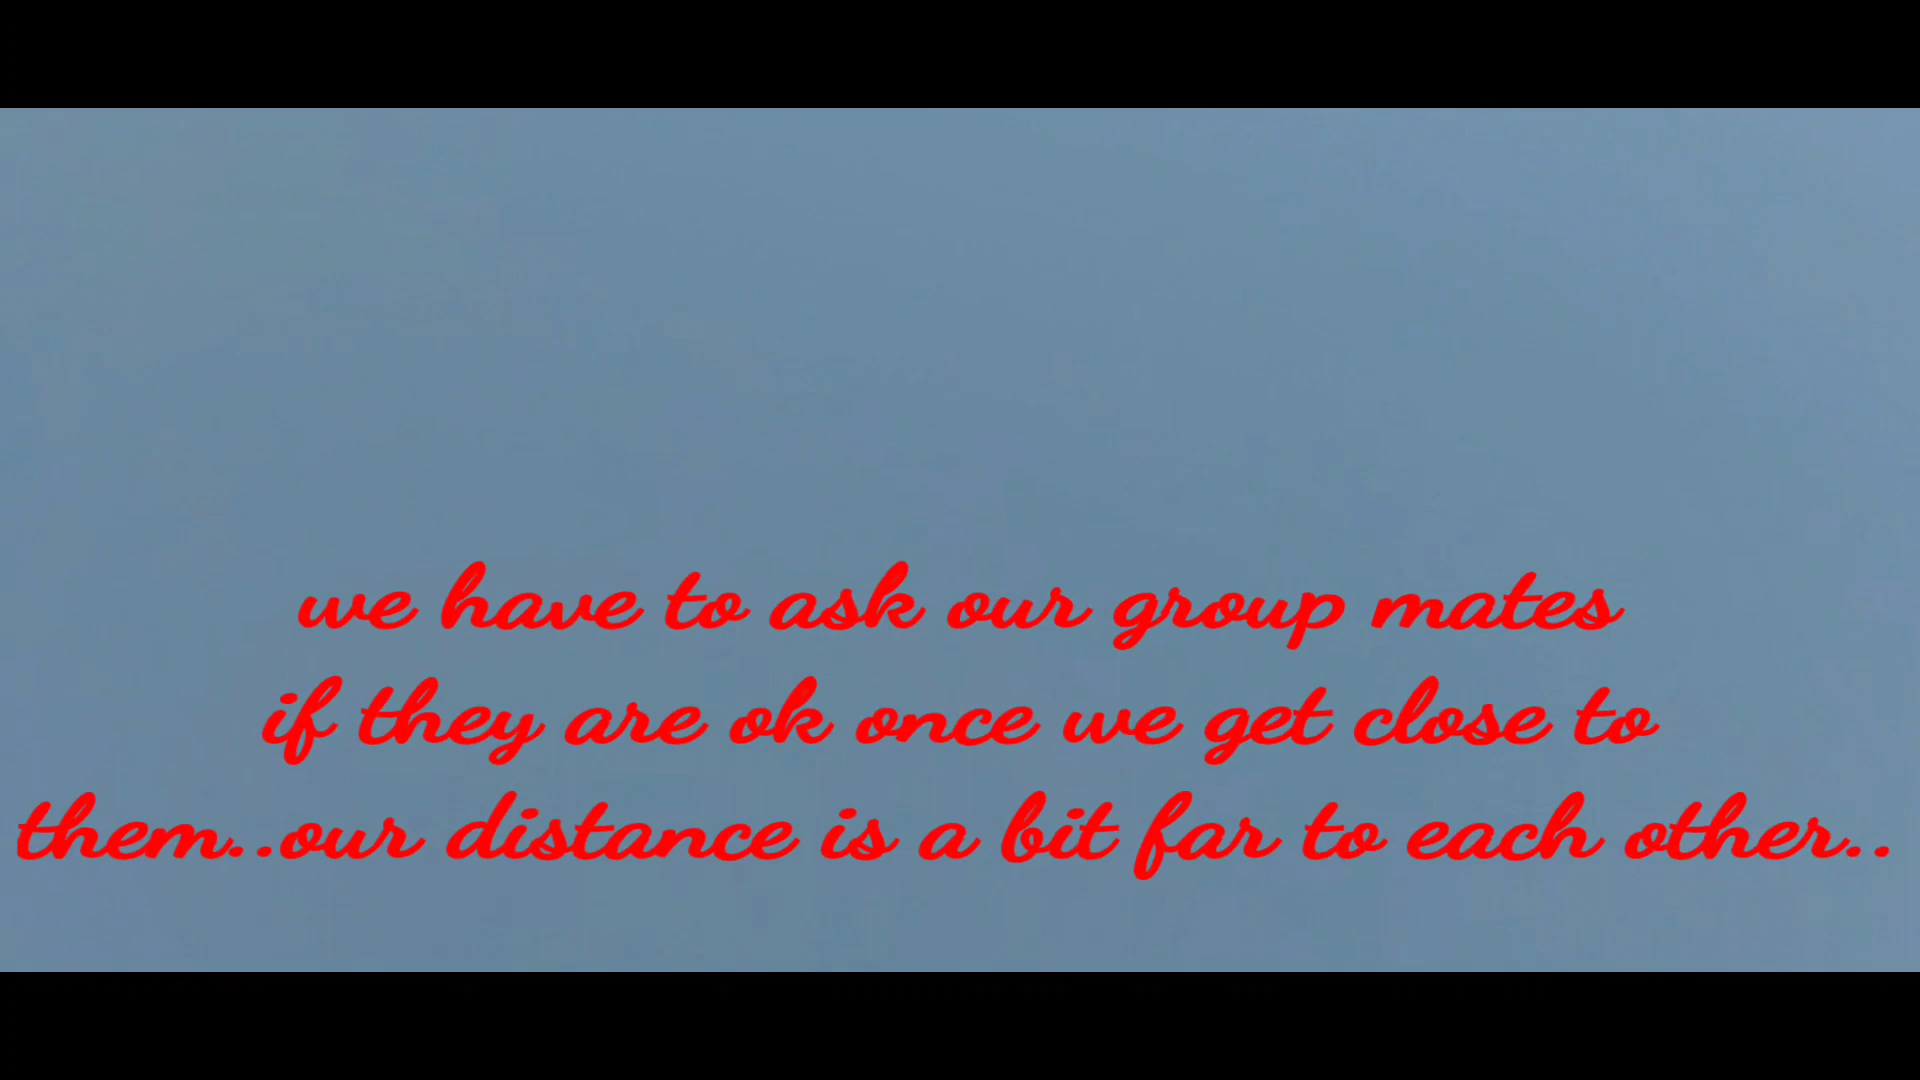 we have to ask our group mates
if they are ok once we get close to
them..our distance is a bit far to each other..